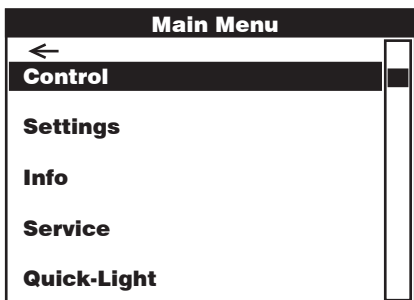 Main Menu
←
Control
Settings
Info
Service
Quick-Light